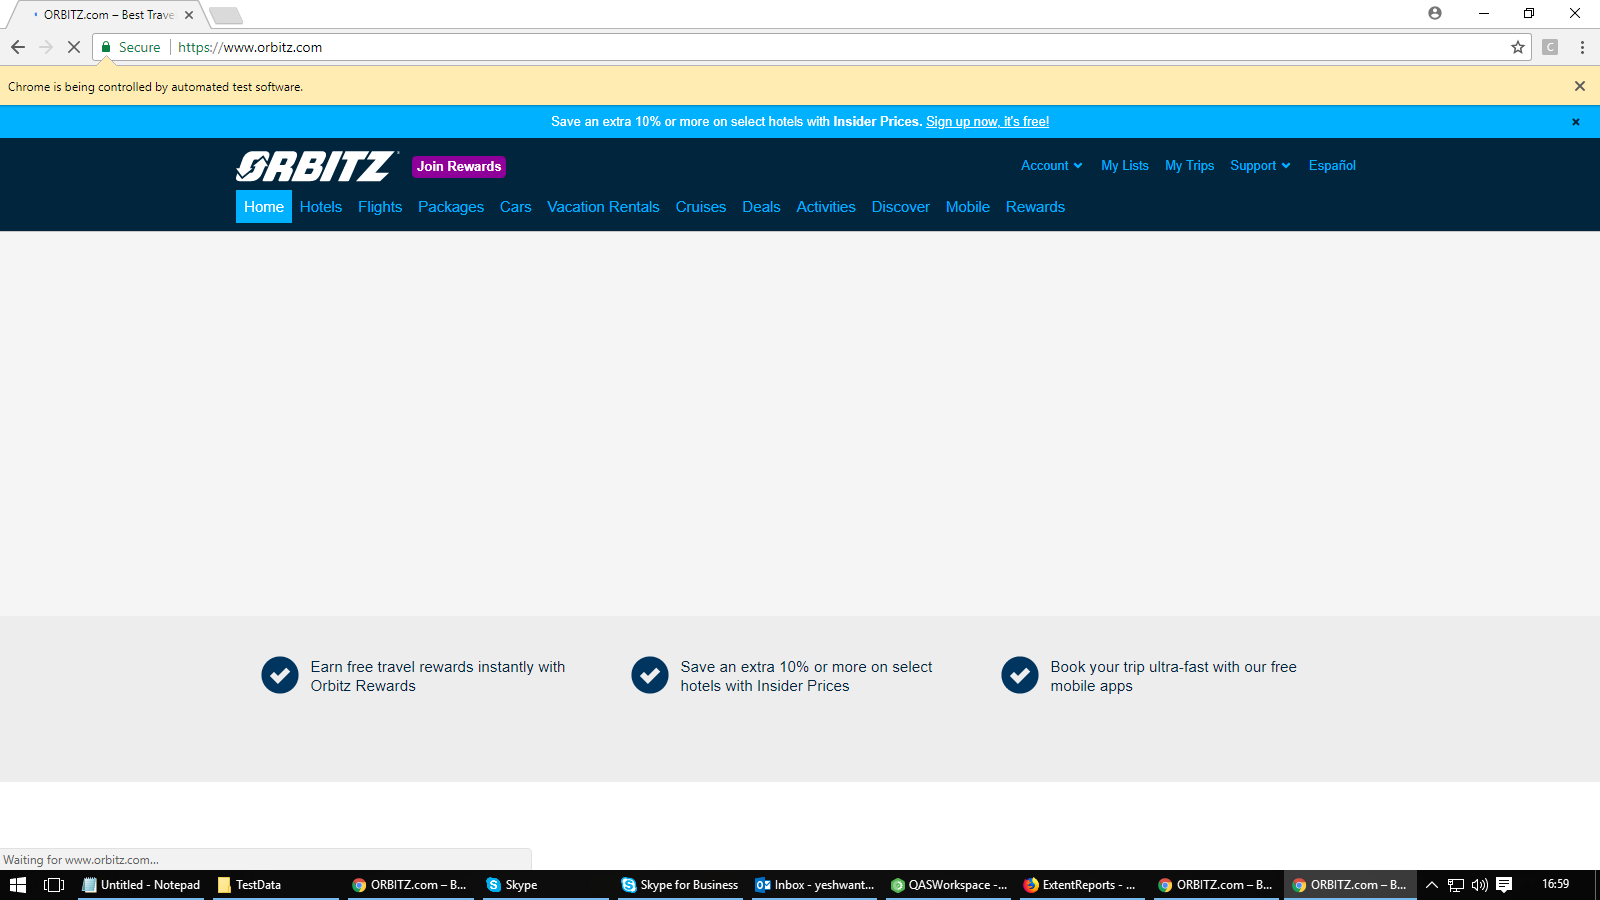 ORBITZ.com – Best Trave
Secure
https://www.orbitz.com
C
Chrome is being controlled by automated test software.
Save an extra 10% or more on select hotels with Insider Prices. Sign up now, it's free!
ORBITZ
Join Rewards
Account
My Lists
My Trips
Support
Español
Home
Hotels
Flights
Packages
Cars
Vacation Rentals
Cruises
Deals
Activities
Discover
Mobile
Rewards
Earn free travel rewards instantly with
Orbitz Rewards
Save an extra 10% or more on select
hotels with Insider Prices
Book your trip ultra-fast with our free
mobile apps
Waiting for www.orbitz.com...
Untitled - Notepad
TestData
ORBITZ.com – B...
Skype
Skype for Business
Inbox - yeshwant...
QASWorkspace -...
ExtentReports - ...
ORBITZ.com – B...
ORBITZ.com – B...
16:59